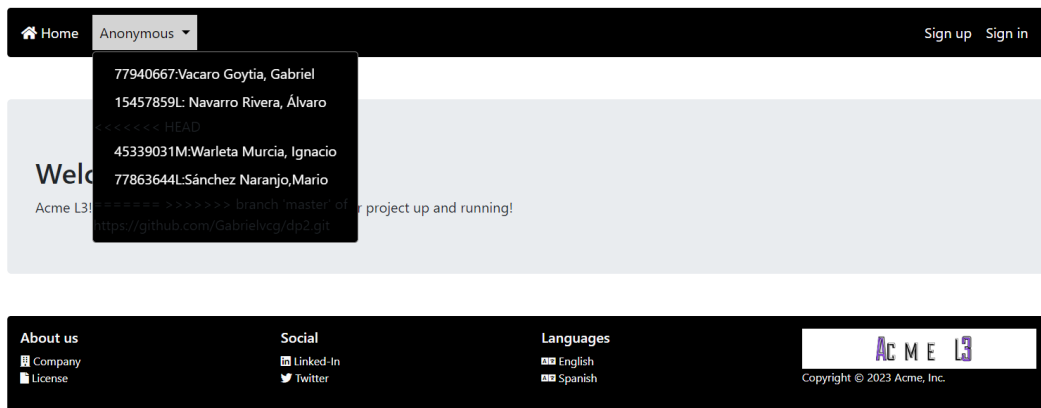 Home Anonymous Sign up Sign in
77940667:Vacaro Goytia, Gabriel
15457859L: Navarro Rivera, Álvaro
<<<<<<< HEAD
45339031M:Warleta Murcia, Ignacio
77863644L:Sánchez Naranjo,Mario
======= >>>>>>> branch 'master' of
https://github.com/Gabrielvcg/dp2.git
Welc
Acme L3! r project up and running!
About us
Company
License
Social
Linked-In
Twitter
Languages
English
Spanish
ACME L3
Copyright © 2023 Acme, Inc.